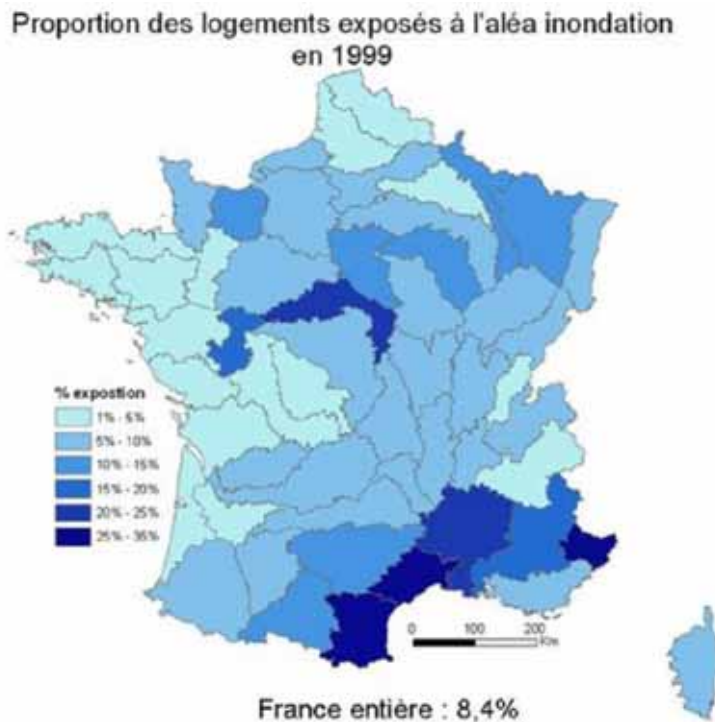 Proportion des logements exposés à l'aléa inondation
en 1999
% expostion
1% - 5%
5% - 10%
10% - 15%
15% - 20%
20% - 25%
25% - 35%
0 100 200
Km
France entière : 8,4%